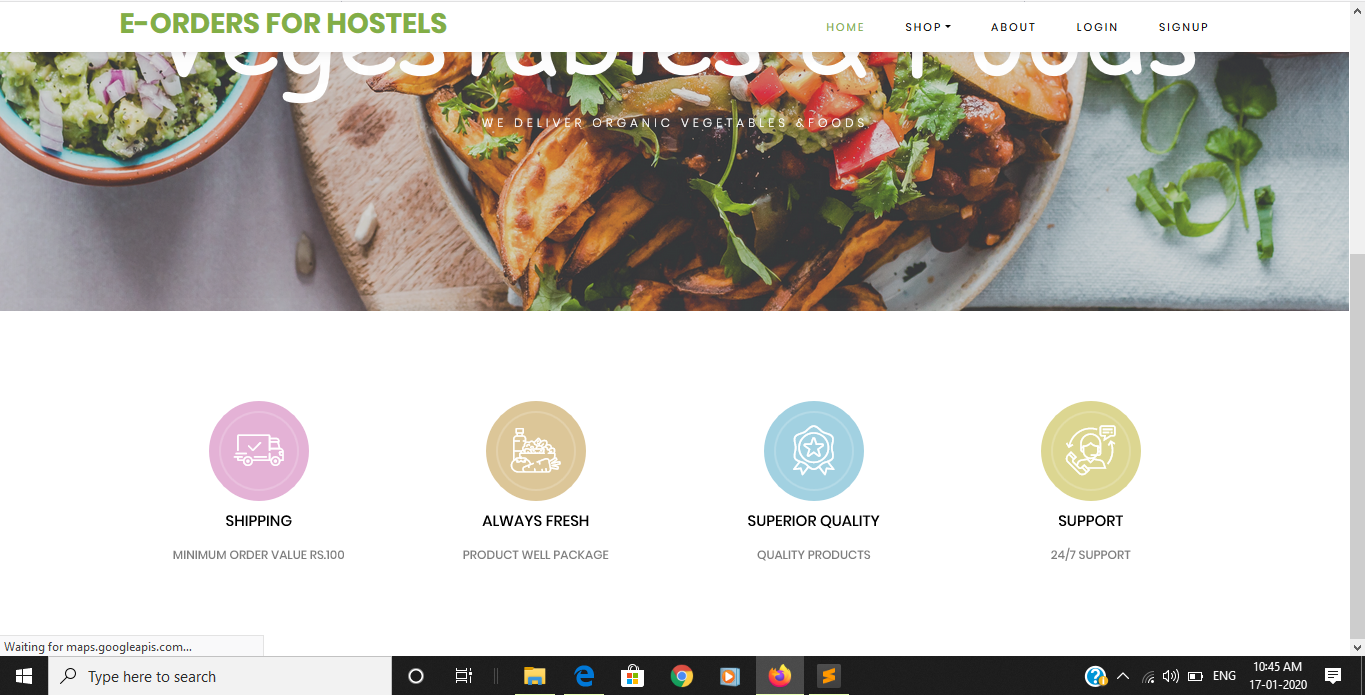 E-ORDERS FOR HOSTELS
HOME SHOP ABOUT LOGIN SIGNUP
Vegestables & Foods
WE DELIVER ORGANIC VEGETABLES &FOODS
SHIPPING ALWAYS FRESH SUPERIOR QUALITY SUPPORT
MINIMUM ORDER VALUE RS.100 PRODUCT WELL PACKAGE QUALITY PRODUCTS 24/7 SUPPORT
Waiting for maps.googleapis.com...
Type here to search
ENG
10:45 AM
17-01-2020